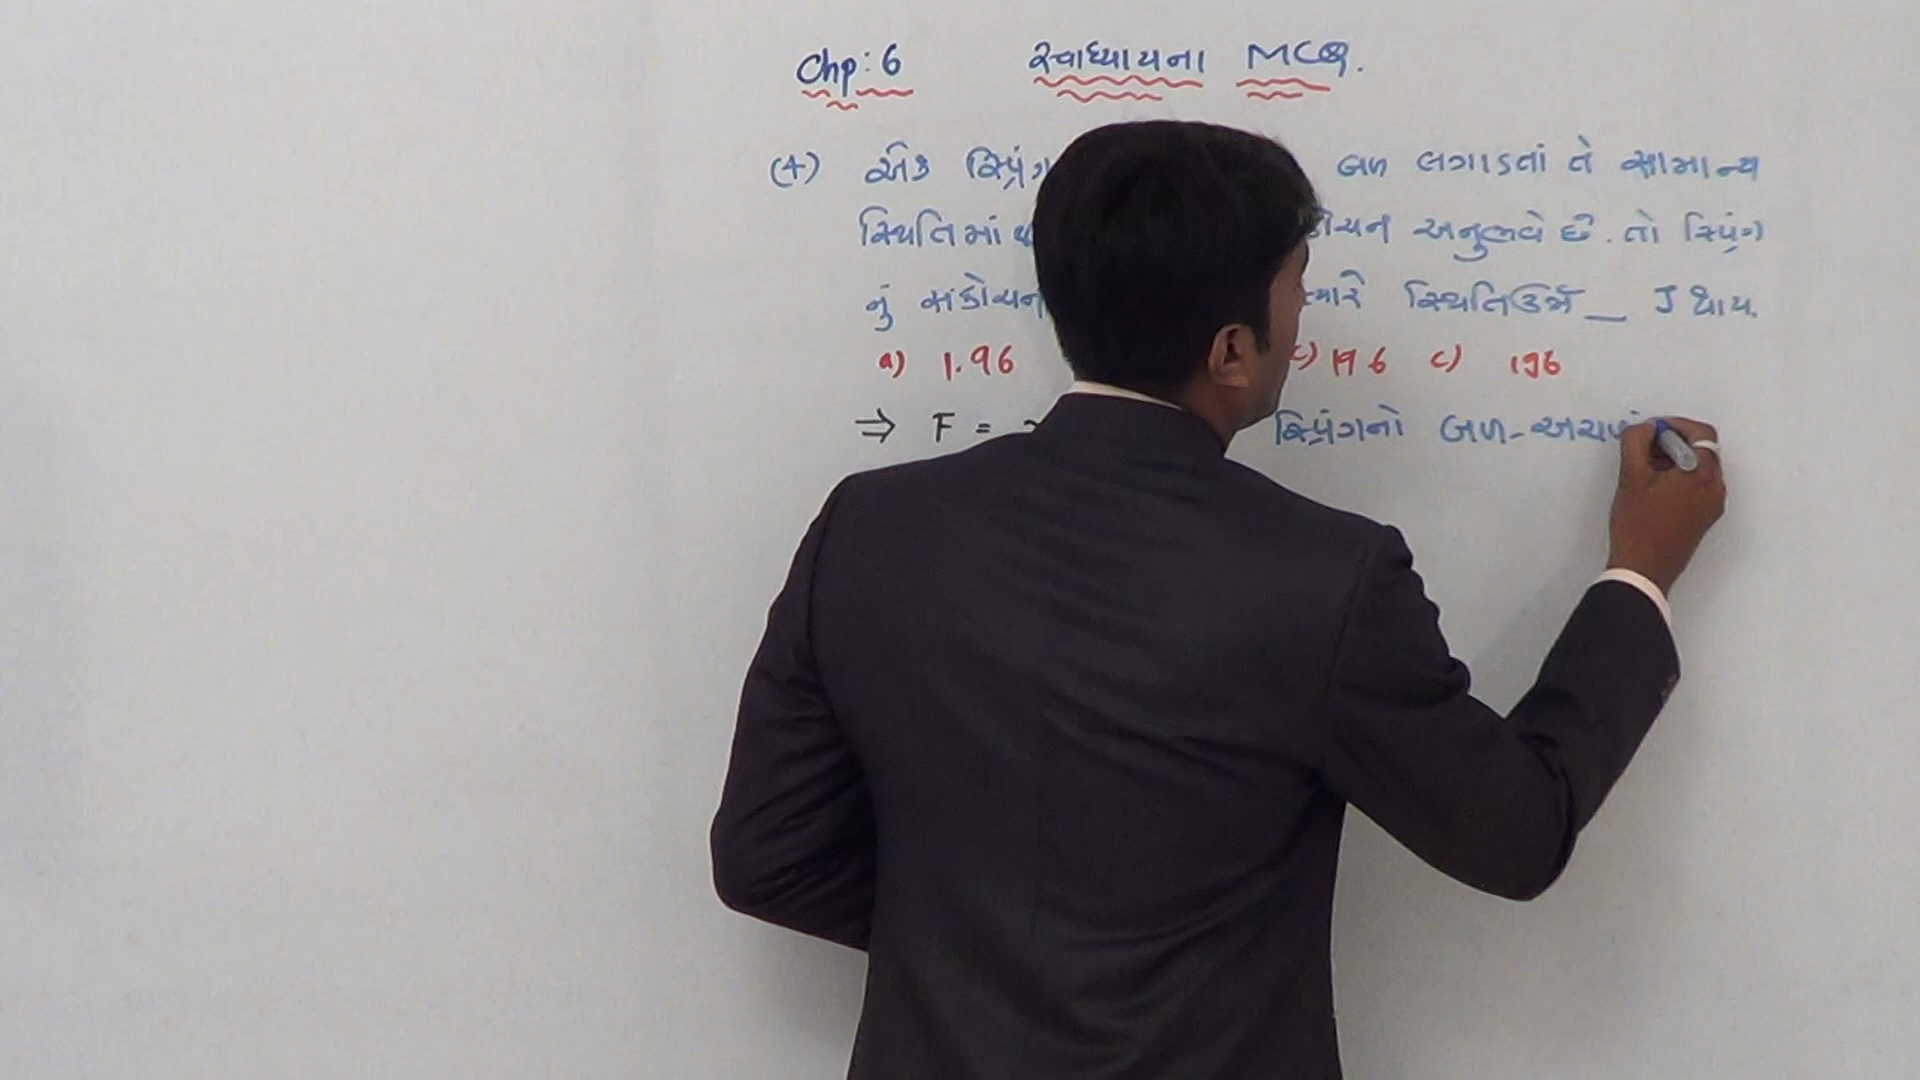 Chp: 6 સ્વાધ્યાયના MCQ.
(4) એક સ્પ્રિંગ બળ લગાડતાં તે સામાન્ય
સ્થિતિમાં અનુભવે છે. તો સ્પ્રિંગ
નું સંકોચન ત્યારે સ્થિતિઊર્જા _ J થાય.
a) 1.96 c) 19.6 c) 196
⇒ F = સ્પ્રિંગનો બળ-અચળાં